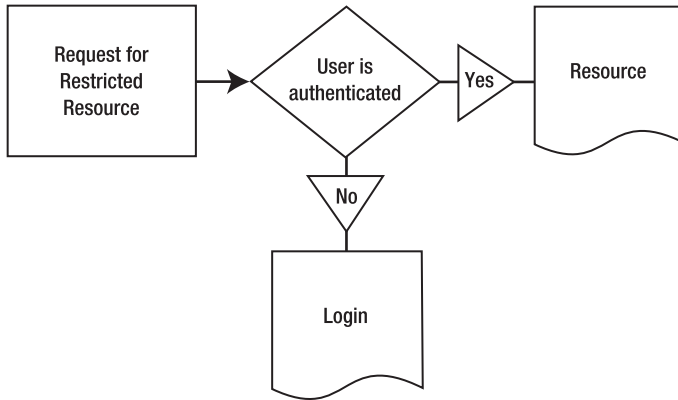 Request for
Restricted
Resource
User is
authenticated
Yes
Resource
No
Login